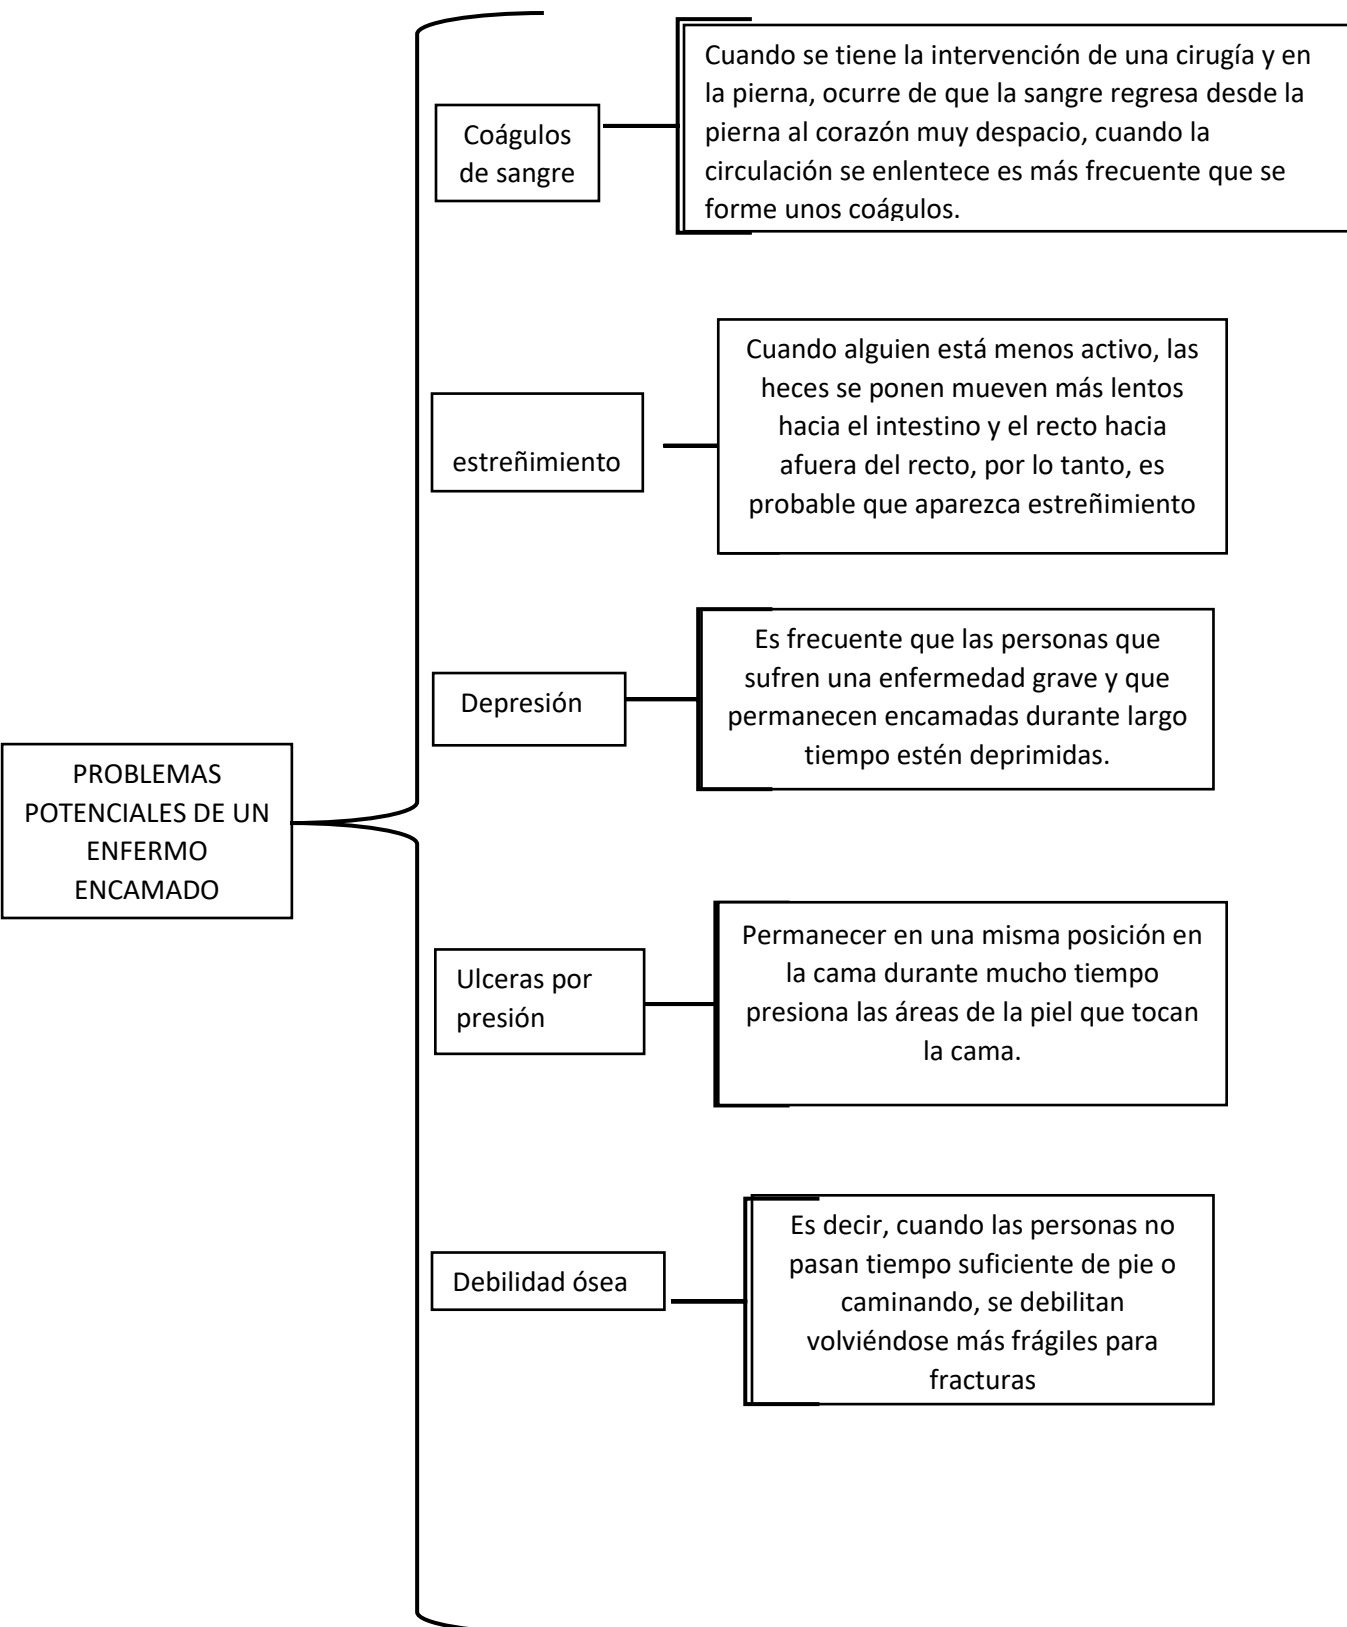 Coágulos
de sangre
Cuando se tiene la intervención de una cirugía y en
la pierna, ocurre de que la sangre regresa desde la
pierna al corazón muy despacio, cuando la
circulación se enlentece es más frecuente que se
forme unos coágulos.
estreñimiento
Cuando alguien está menos activo, las
heces se ponen mueven más lentos
hacia el intestino y el recto hacia
afuera del recto, por lo tanto, es
probable que aparezca estreñimiento
Depresión
Es frecuente que las personas que
sufren una enfermedad grave y que
permanecen encamadas durante largo
tiempo estén deprimidas.
PROBLEMAS
POTENCIALES DE UN
ENFERMO
ENCAMADO
Ulceras por
presión
Permanecer en una misma posición en
la cama durante mucho tiempo
presiona las áreas de la piel que tocan
la cama.
Debilidad ósea
Es decir, cuando las personas no
pasan tiempo suficiente de pie o
caminando, se debilitan
volviéndose más frágiles para
fracturas